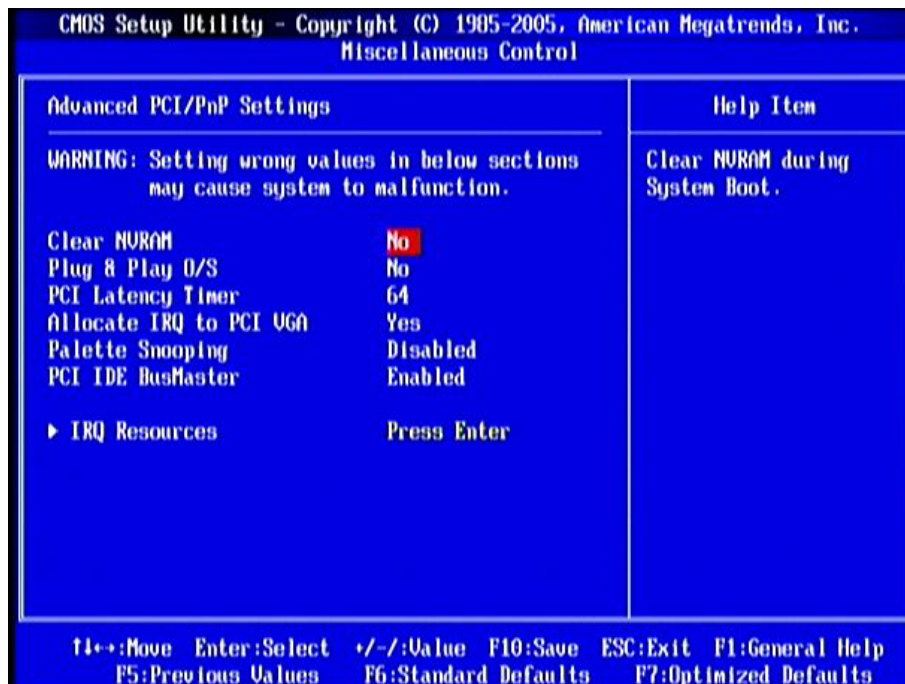 CMOS Setup Utility - Copyright (C) 1985-2005, American Megatrends, Inc.
Miscellaneous Control
Advanced PCI/PnP Settings
WARNING: Setting wrong values in below sections
may cause system to malfunction.
Clear NVRAM No
Plug & Play O/S No
PCI Latency Timer 64
Allocate IRQ to PCI VGA Yes
Palette Snooping Disabled
PCI IDE BusMaster Enabled
▶ IRQ Resources Press Enter
Help Item
Clear NVRAM during
System Boot.
↑↓←→:Move Enter:Select +/-/:Value F10:Save ESC:Exit F1:General Help
F5:Previous Values F6:Standard Defaults F7:Optimized Defaults